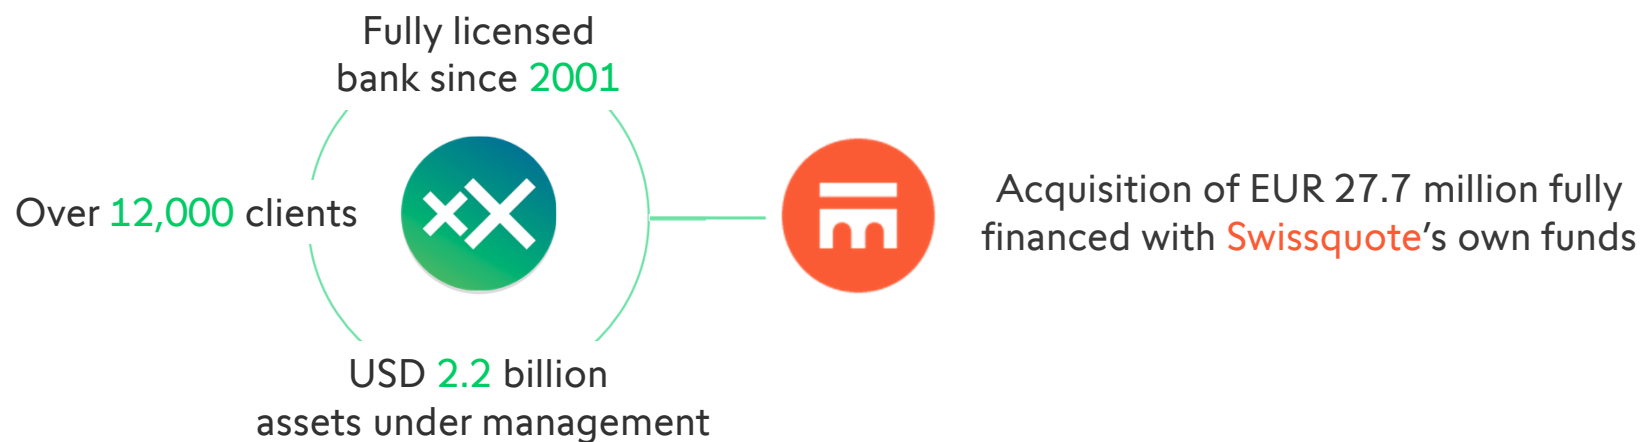 Fully licensed
bank since 2001
Over 12,000 clients
USD 2.2 billion
assets under management
Acquisition of EUR 27.7 million fully
financed with Swissquote's own funds